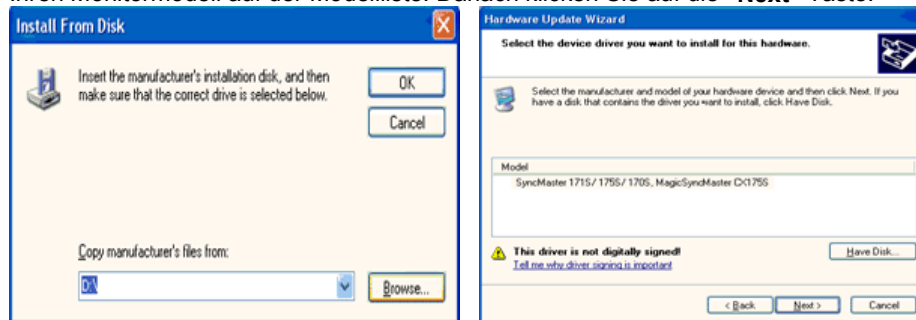 Install From Disk
Insert the manufacturer's installation disk, and then
make sure that the correct drive is selected below.
OK
Cancel
Copy manufacturer's files from:
D:\
Browse...
Hardware Update Wizard
Select the device driver you want to install for this hardware.
Select the manufacturer and model of your hardware device and then click Next. If you
have a disk that contains the driver you want to install, click Have Disk.
Model
SyncMaster 171S/ 175S/ 170S, MagicSyncMaster CX175S
This driver is not digitally signed!
Tell me why driver signing is important
Have Disk...
< Back
Next >
Cancel